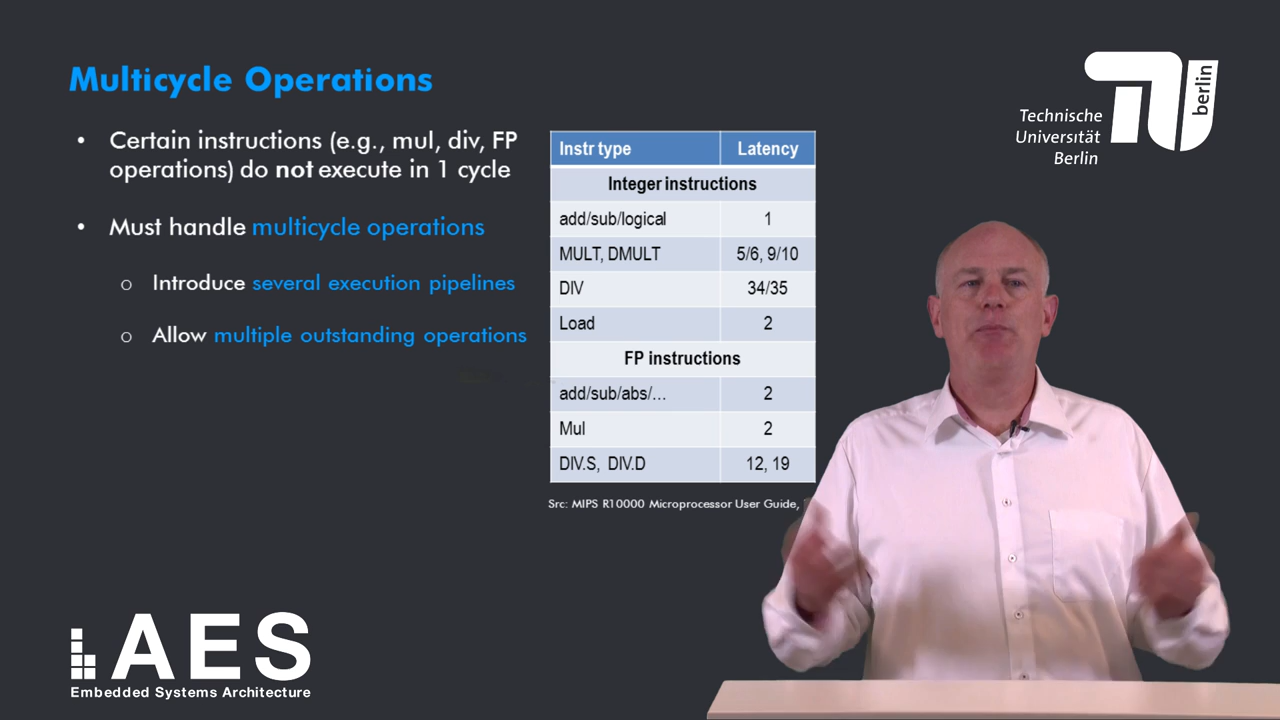 Multicycle Operations
• Certain instructions (e.g., mul, div, FP
operations) do not execute in 1 cycle
• Must handle multicycle operations
o Introduce several execution pipelines
o Allow multiple outstanding operations
Instr type Latency
Integer instructions
add/sub/logical 1
MULT, DMULT 5/6, 9/10
DIV 34/35
Load 2
FP instructions
add/sub/abs/... 2
Mul 2
DIV.S, DIV.D 12, 19
Src: MIPS R10000 Microprocessor User Guide,
Technische
Universität
Berlin
berlin
AES
Embedded Systems Architecture